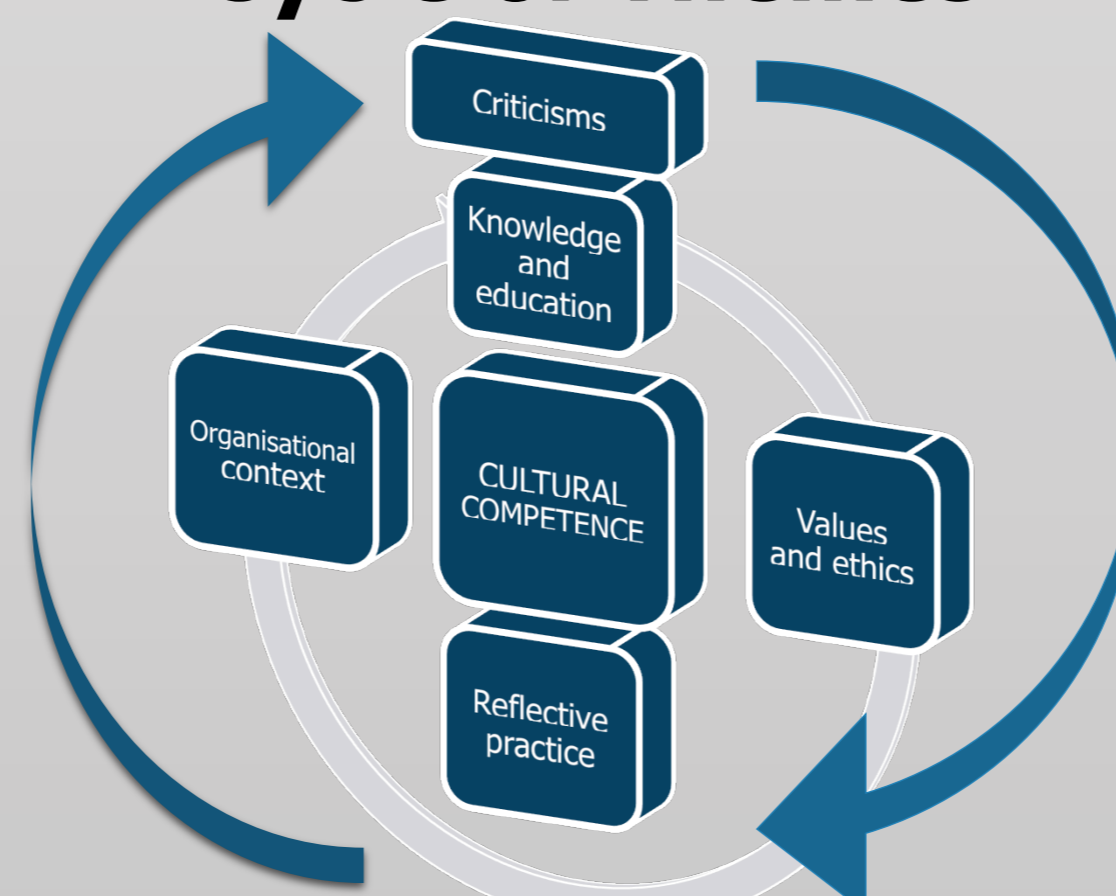 Criticisms
Knowledge
and
education
Organisational
context
CULTURAL
COMPETENCE
Values
and ethics
Reflective
practice